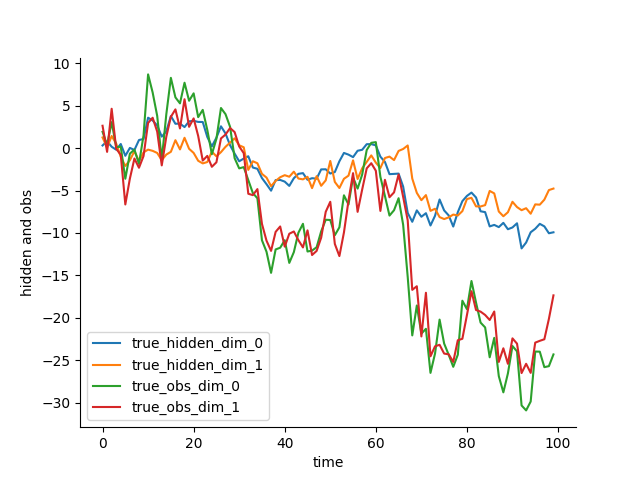 hidden and obs
10
5
0
−5
−10
−15
−20
−25
−30
true_hidden_dim_0
true_hidden_dim_1
true_obs_dim_0
true_obs_dim_1
0 20 40 60 80 100
time